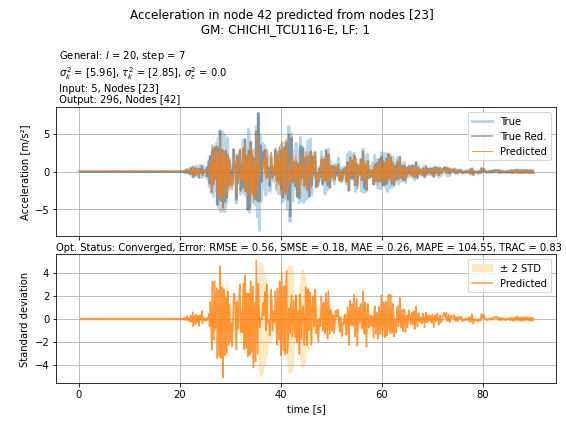 Acceleration in node 42 predicted from nodes [23]
GM: CHICHI_TCU116-E, LF: 1
General: l = 20, step = 7
σ²ₖ = [5.96], τ²ₖ = [2.85], σ²ε = 0.0
Input: 5, Nodes [23]
Output: 296, Nodes [42]
Acceleration [m/s²]
5
0
−5
True
True Red.
Predicted
Opt. Status: Converged, Error: RMSE = 0.56, SMSE = 0.18, MAE = 0.26, MAPE = 104.55, TRAC = 0.83
Standard deviation
4
2
0
−2
−4
± 2 STD
Predicted
0 20 40 60 80
time [s]